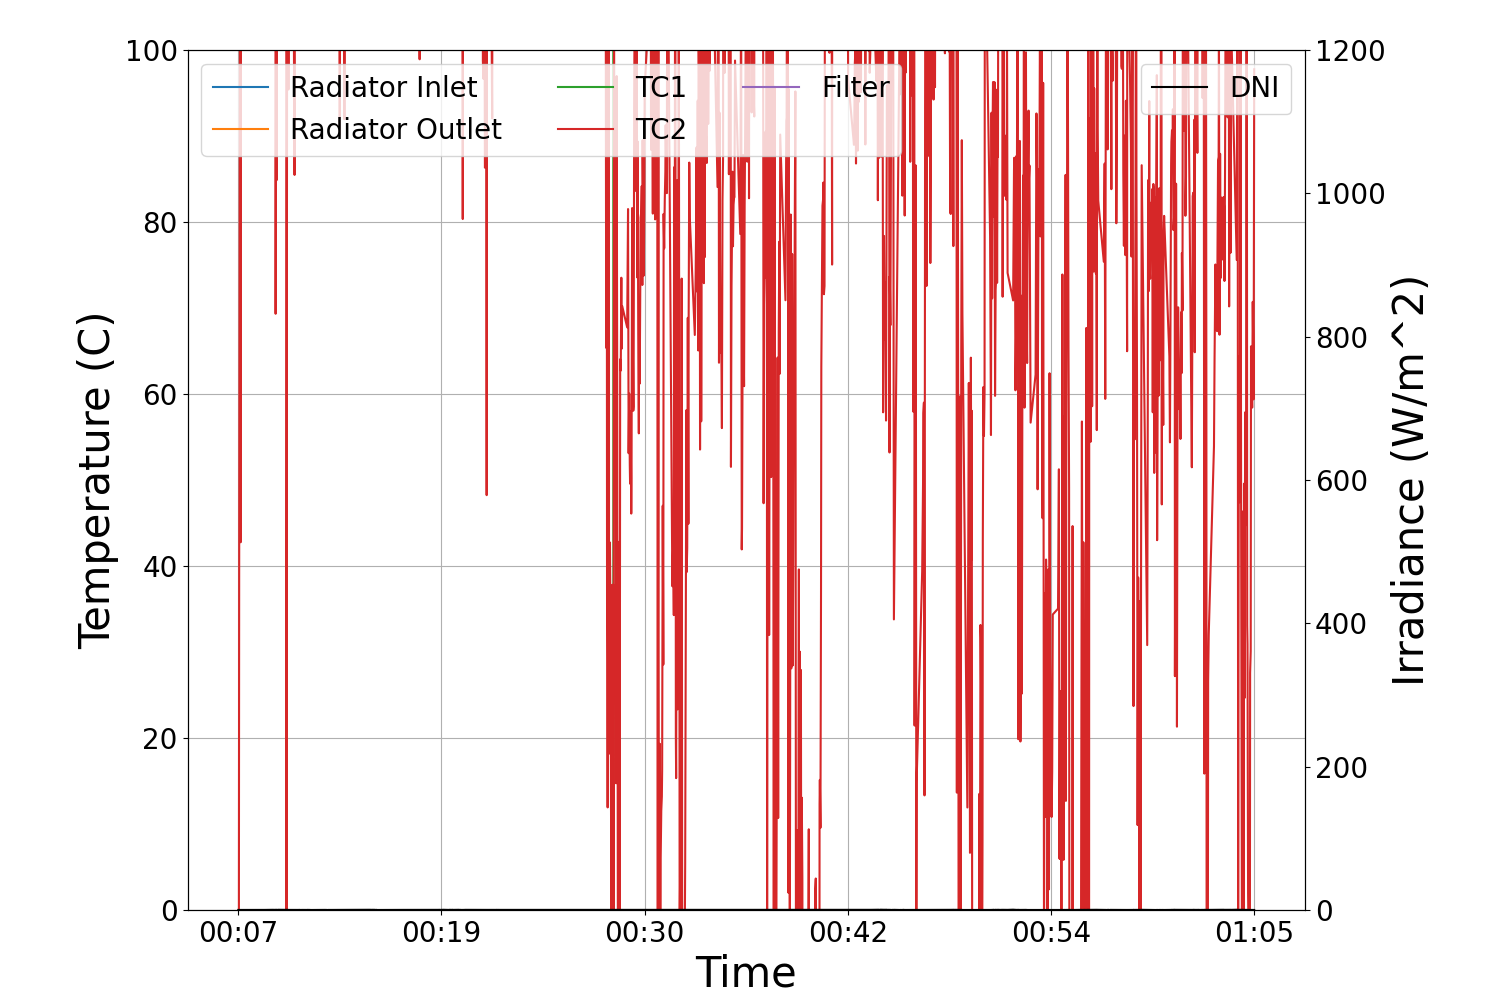 100
80
60
40
20
0
Temperature (C)
Radiator Inlet
Radiator Outlet
TC1
TC2
Filter
DNI
1200
1000
800
600
400
200
0
Irradiance (W/m^2)
00:07 00:19 00:30 00:42 00:54 01:05
Time